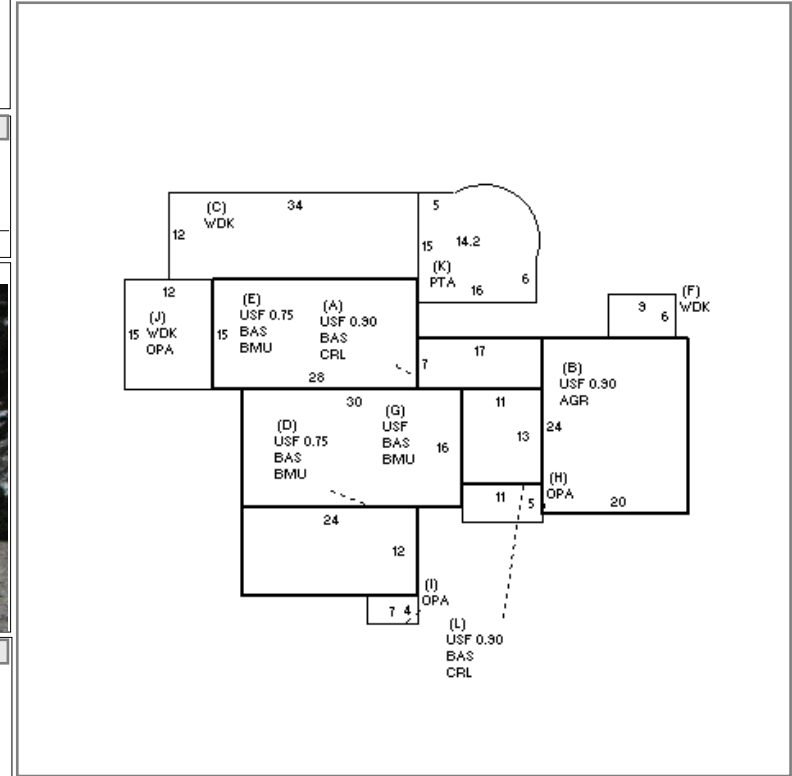 (C)
WDK
34
12
5
15
14.2
(K)
PTA
16
6
12
(J)
15 WDK
OPA
(E)
USF 0.75
BAS
BMU
15
(A)
USF 0.90
BAS
CRL
28
9
6
(F)
WDK
17
7
(B)
USF 0.90
AGR
24
20
30
(D)
USF 0.75
BAS
BMU
(G)
USF
BAS
BMU
16
11
13
(H)
OPA
11
5
24
12
(I)
OPA
7 4
(L)
USF 0.90
BAS
CRL